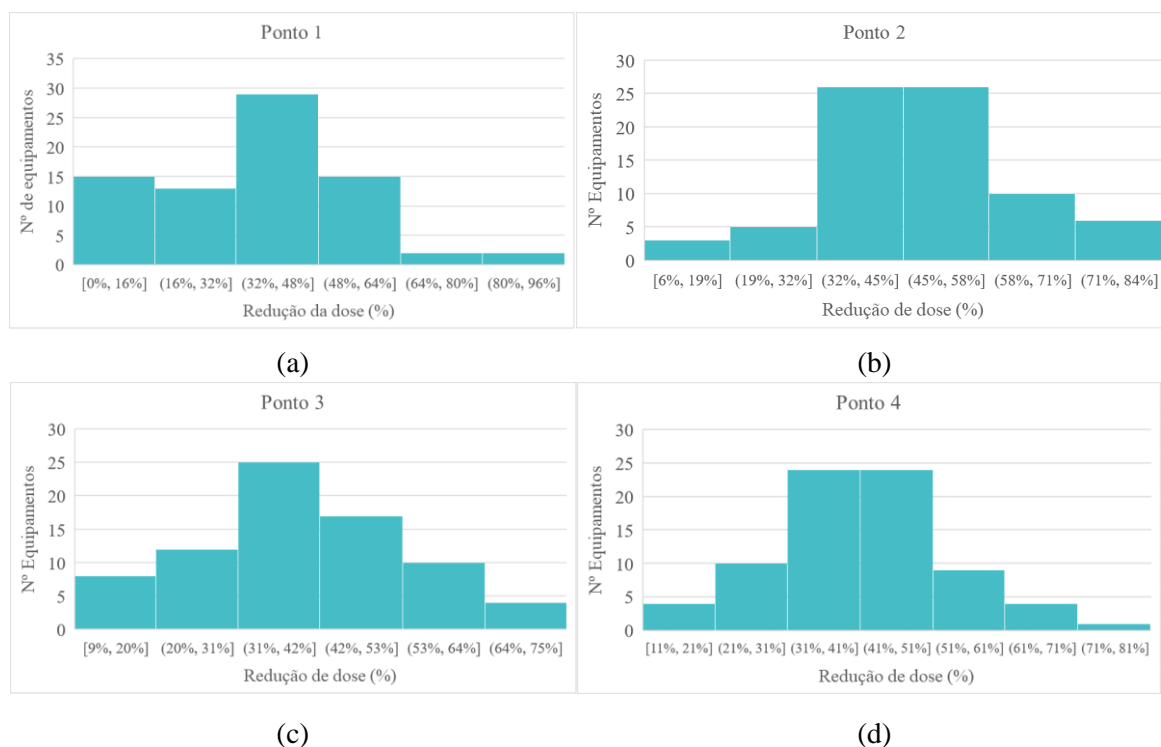 Ponto 1
35
30
25
20
15
10
5
0
Nº de equipamentos
[0%, 16%] (16%, 32%] (32%, 48%] (48%, 64%] (64%, 80%] (80%, 96%]
Redução da dose (%)
(a)
Ponto 2
30
25
20
15
10
5
0
Nº Equipamentos
[6%, 19%] (19%, 32%] (32%, 45%] (45%, 58%] (58%, 71%] (71%, 84%]
Redução de dose (%)
(b)
Ponto 3
30
25
20
15
10
5
0
Nº Equipamentos
[9%, 20%] (20%, 31%] (31%, 42%] (42%, 53%] (53%, 64%] (64%, 75%]
Redução de dose (%)
(c)
Ponto 4
30
25
20
15
10
5
0
Nº Equipamentos
[11%, 21%] (21%, 31%] (31%, 41%] (41%, 51%] (51%, 61%] (61%, 71%] (71%, 81%]
Redução de dose (%)
(d)